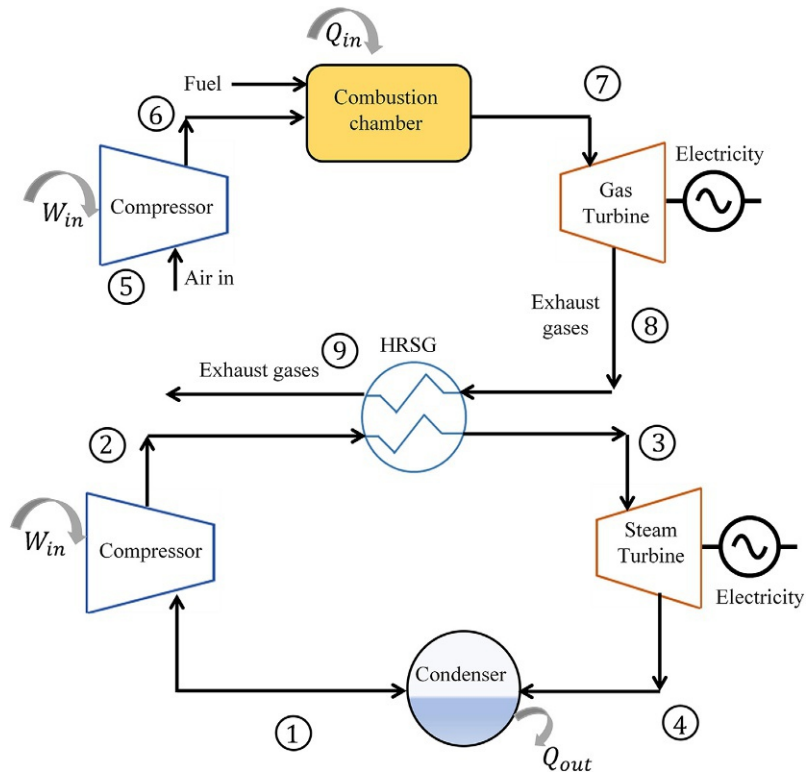 Q_in
Fuel
Combustion
chamber
⑦
⑥
Electricity
Compressor
Gas
Turbine
W_in
⑤
Air in
Exhaust
gases
⑧
⑨
HRSG
Exhaust gases
②
③
Steam
Turbine
W_in
Compressor
Electricity
Condenser
①
④
Q_out